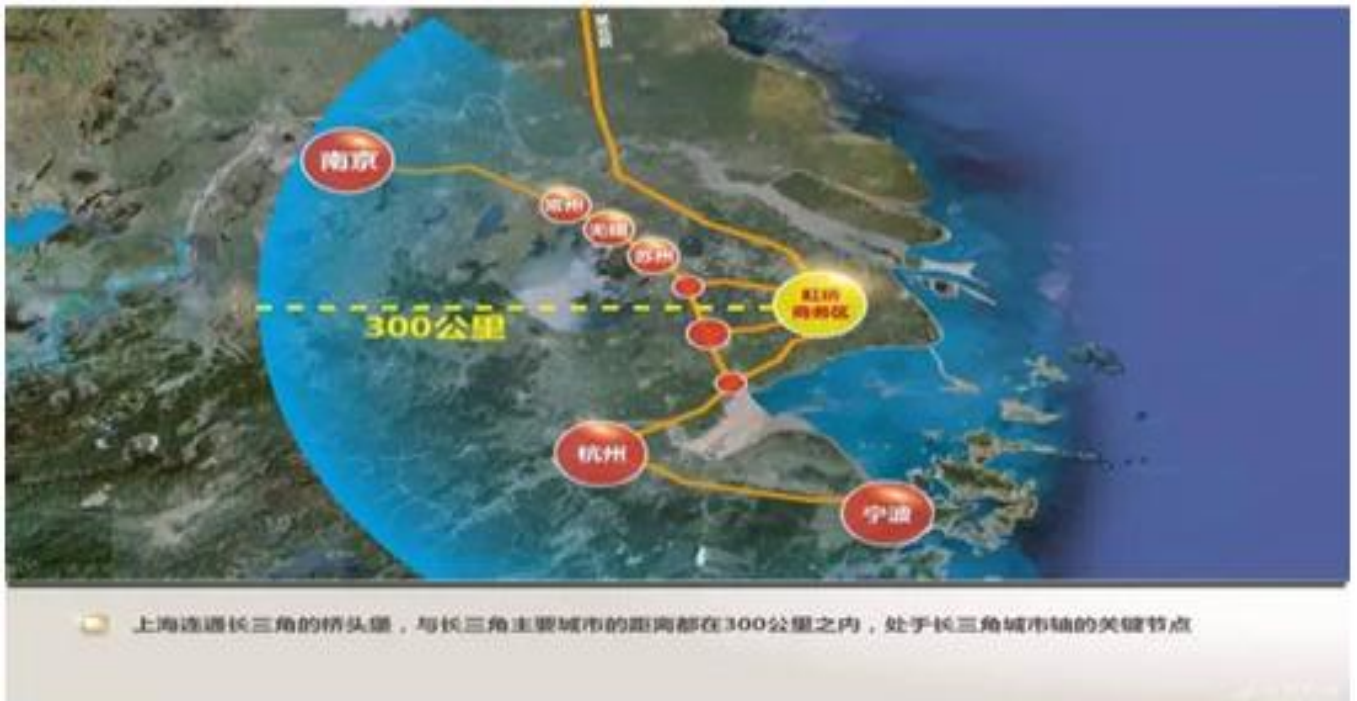 南京
常州
无锡
苏州
虹桥
商务区
300公里
杭州
宁波
上海连通长三角的桥头堡，与长三角主要城市的距离都在300公里之内，处于长三角城市轴的关键节点